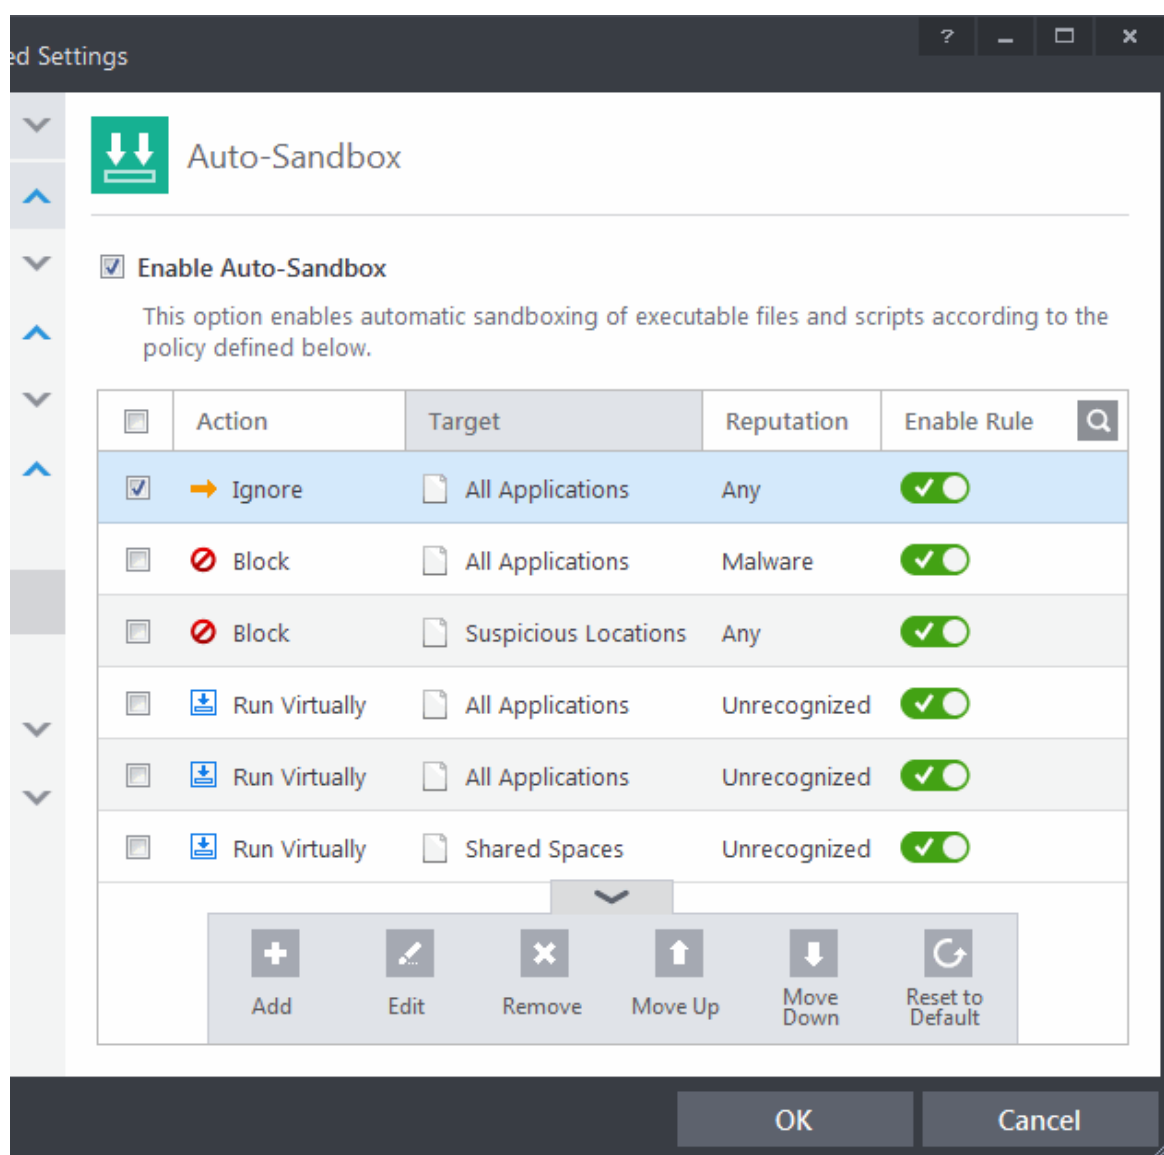 ed Settings
?
Auto-Sandbox
Enable Auto-Sandbox
This option enables automatic sandboxing of executable files and scripts according to the
policy defined below.
Action Target Reputation Enable Rule
Ignore All Applications Any
Block All Applications Malware
Block Suspicious Locations Any
Run Virtually All Applications Unrecognized
Run Virtually All Applications Unrecognized
Run Virtually Shared Spaces Unrecognized
Add Edit Remove Move Up Move Down Reset to Default
OK Cancel